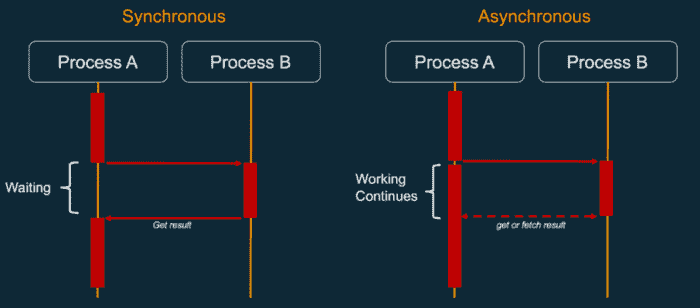 Synchronous
Asynchronous
Process A
Process B
Process A
Process B
Waiting
Get result
Working
Continues
get or fetch result